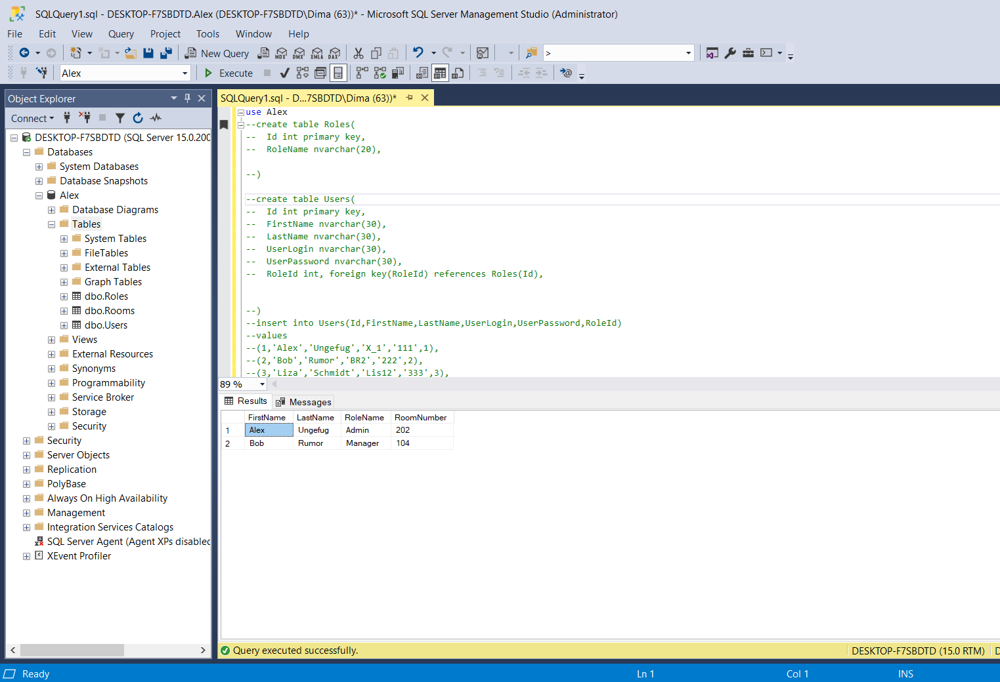 SQLQuery1.sql - DESKTOP-F7SBDTD.Alex (DESKTOP-F7SBDTD\Dima (63))* - Microsoft SQL Server Management Studio (Administrator)
File Edit View Query Project Tools Window Help
New Query MDX DMX XMLA DAX >
Alex Execute
Object Explorer
Connect
DESKTOP-F7SBDTD (SQL Server 15.0.200
Databases
System Databases
Database Snapshots
Alex
Database Diagrams
Tables
System Tables
FileTables
External Tables
Graph Tables
dbo.Roles
dbo.Rooms
dbo.Users
Views
External Resources
Synonyms
Programmability
Service Broker
Storage
Security
Security
Server Objects
Replication
PolyBase
Always On High Availability
Management
Integration Services Catalogs
SQL Server Agent (Agent XPs disabled
XEvent Profiler
SQLQuery1.sql - D...7SBDTD\Dima (63))*
use Alex
--create table Roles(
-- Id int primary key,
-- RoleName nvarchar(20),
--)
--create table Users(
-- Id int primary key,
-- FirstName nvarchar(30),
-- LastName nvarchar(30),
-- UserLogin nvarchar(30),
-- UserPassword nvarchar(30),
-- RoleId int, foreign key(RoleId) references Roles(Id),
--)
--insert into Users(Id,FirstName,LastName,UserLogin,UserPassword,RoleId)
--values
--(1,'Alex','Ungefug','X_1','111',1),
--(2,'Bob','Rumor','BR2','222',2),
--(3,'Liza','Schmidt','Lis12','333',3),
89 %
Results Messages
FirstName LastName RoleName RoomNumber
1 Alex Ungefug Admin 202
2 Bob Rumor Manager 104
Query executed successfully. DESKTOP-F7SBDTD (15.0 RTM) D
Ready Ln 1 Col 1 INS